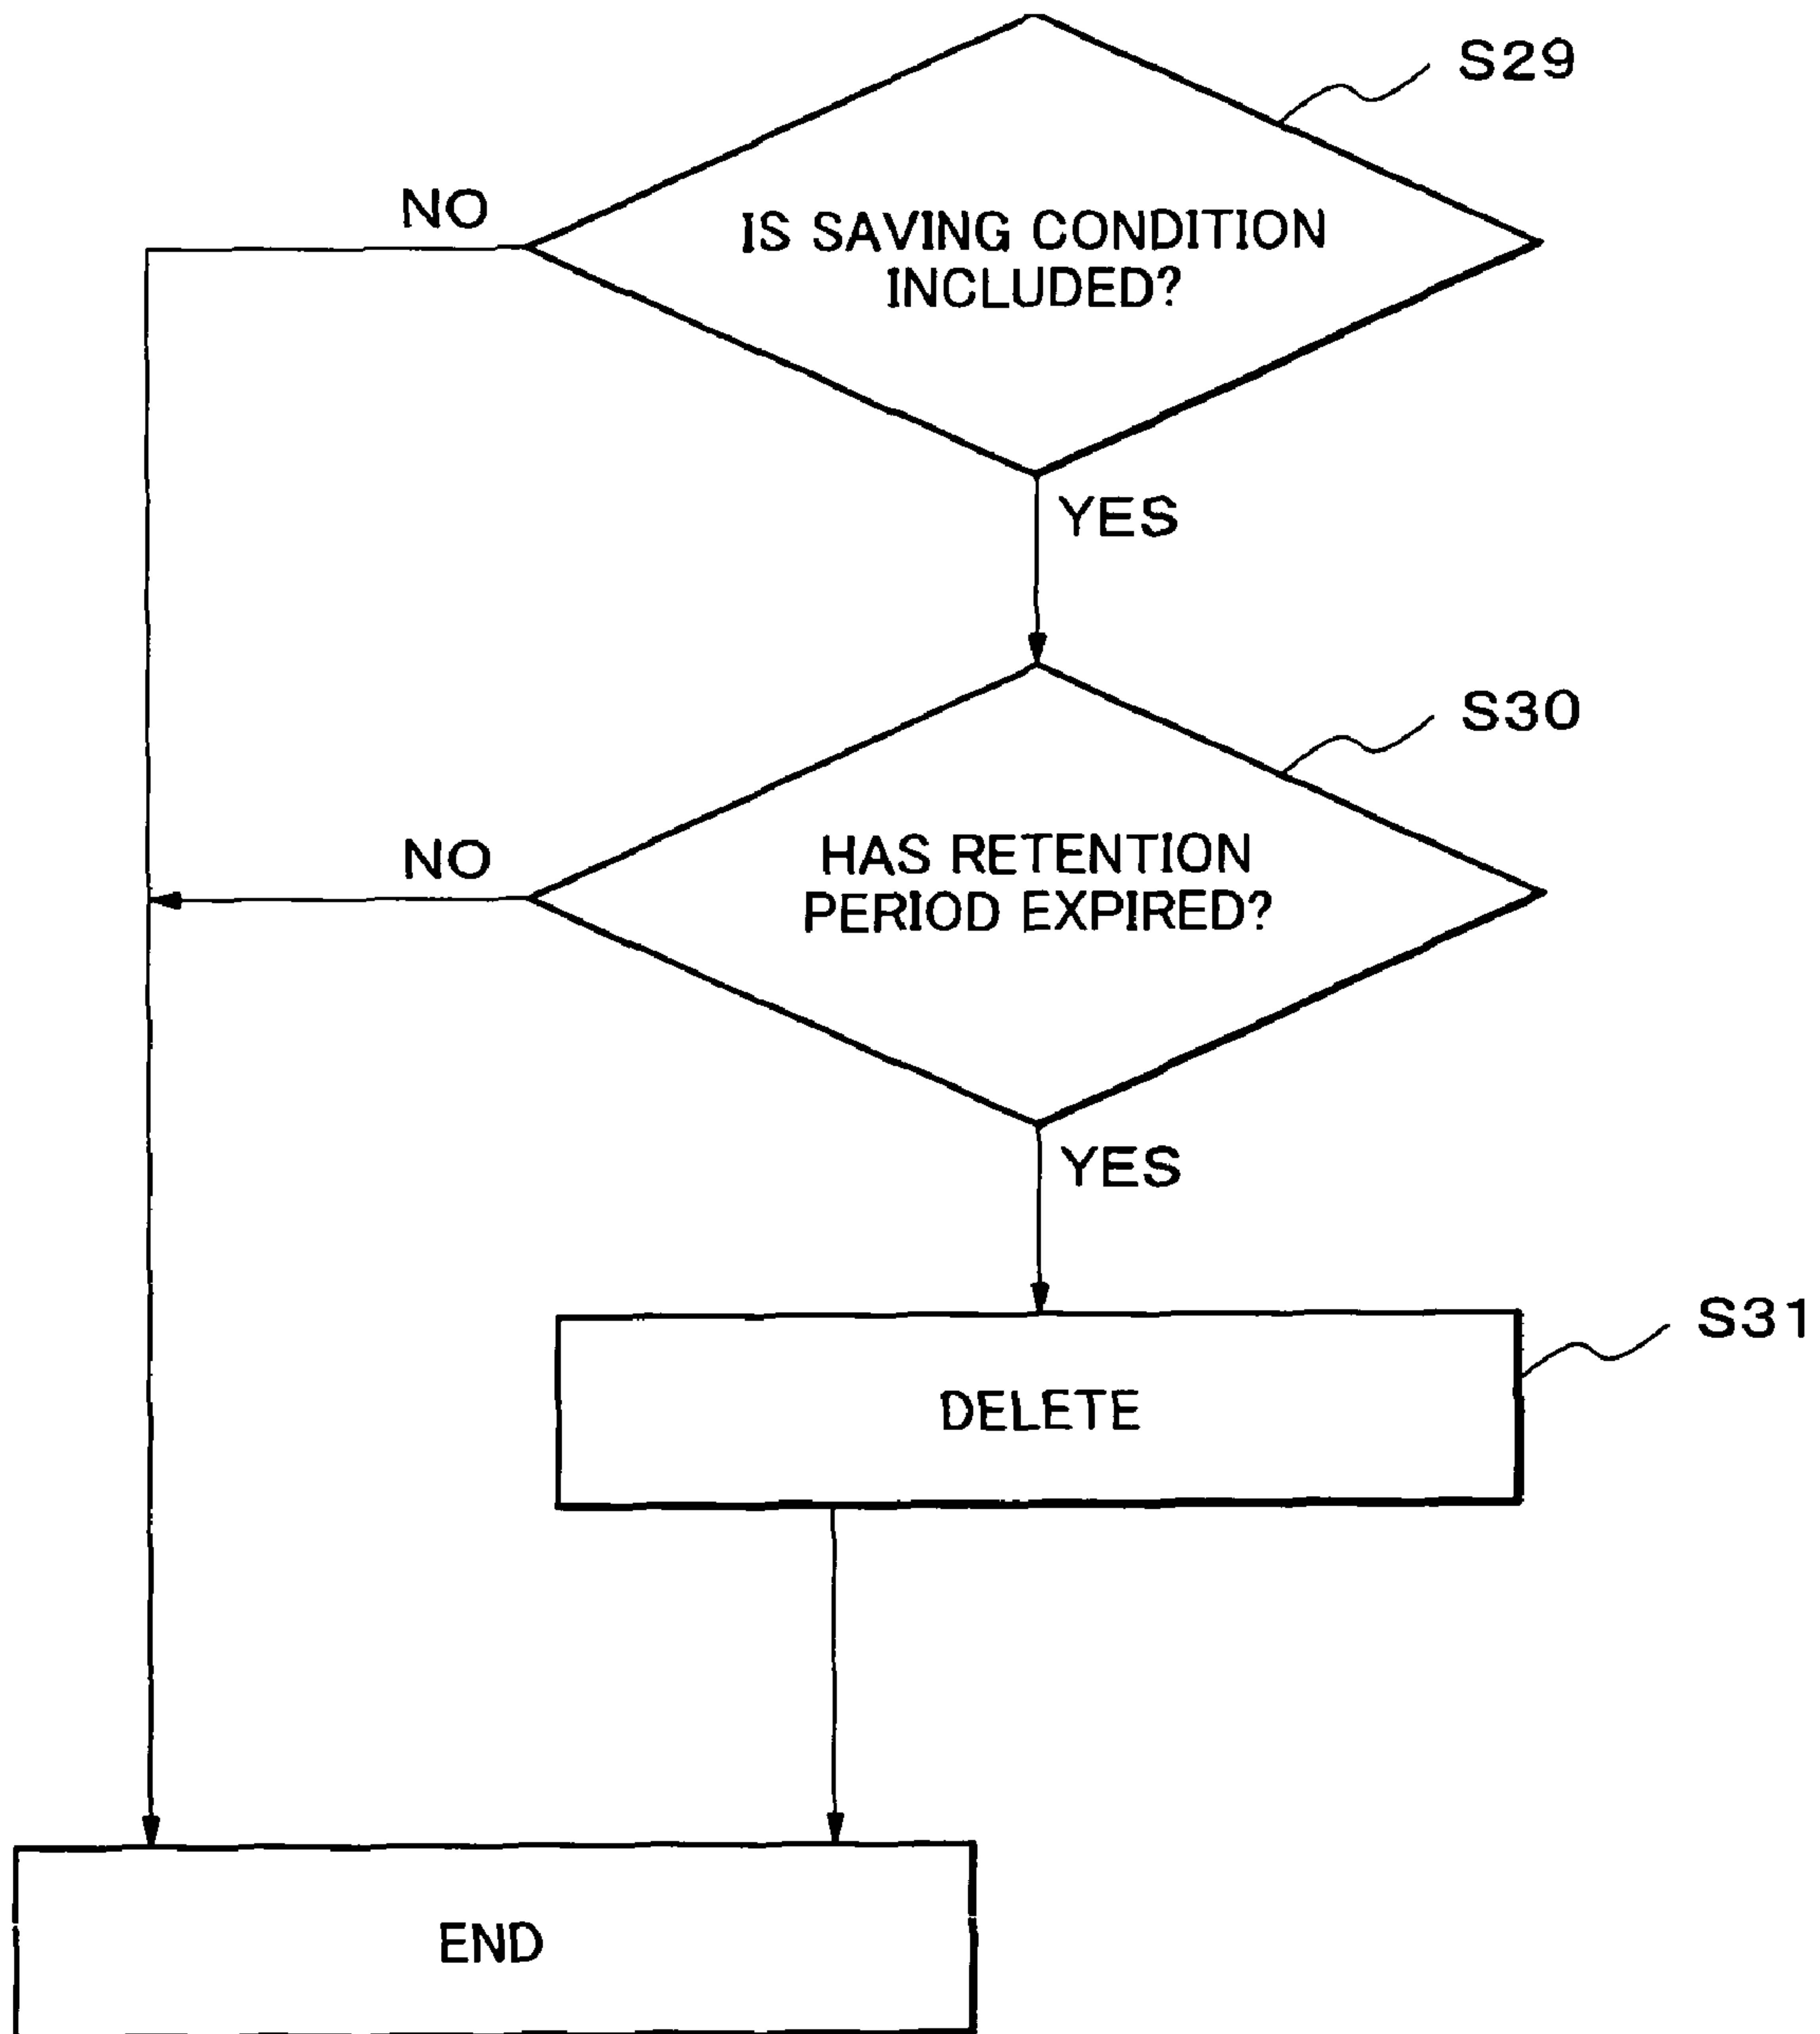 S29
NO
IS SAVING CONDITION
INCLUDED?
YES
S30
NO
HAS RETENTION
PERIOD EXPIRED?
YES
S31
DELETE
END